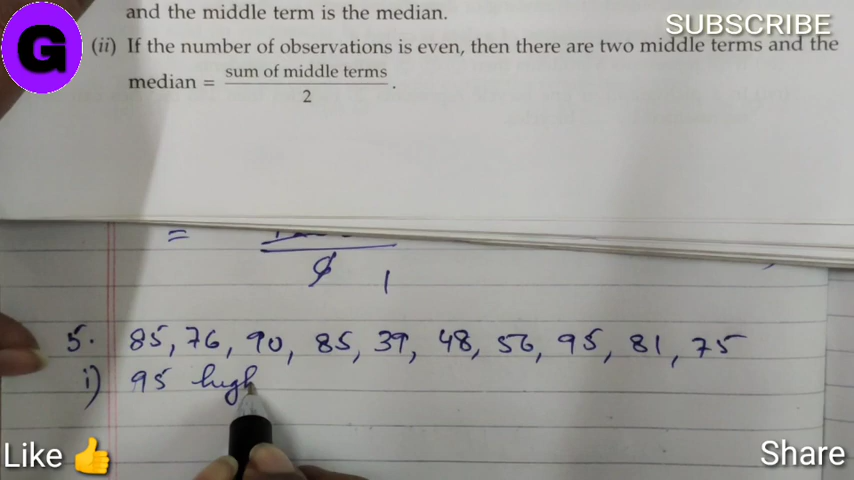 and the middle term is the median.
SUBSCRIBE
G
(ii) If the number of observations is even, then there are two middle terms and the
median = sum of middle terms
2 .
=
1
5. 85, 76, 90, 85, 39, 48, 56, 95, 81, 75
i) 95 high
Like 👍
Share